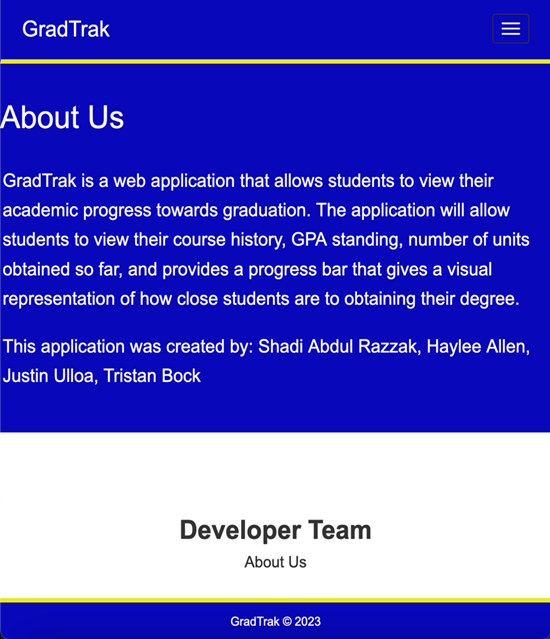 GradTrak
About Us
GradTrak is a web application that allows students to view their
academic progress towards graduation. The application will allow
students to view their course history, GPA standing, number of units
obtained so far, and provides a progress bar that gives a visual
representation of how close students are to obtaining their degree.
This application was created by: Shadi Abdul Razzak, Haylee Allen,
Justin Ulloa, Tristan Bock
Developer Team
About Us
GradTrak © 2023